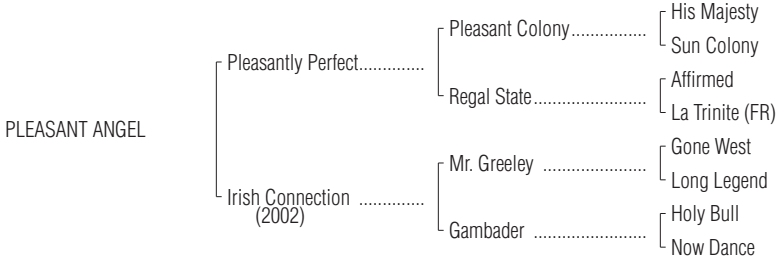 His Majesty
Pleasant Colony................
Sun Colony
Pleasantly Perfect..............
Affirmed
Regal State........................
La Trinite (FR)
PLEASANT ANGEL
Gone West
Mr. Greeley ......................
Long Legend
Irish Connection ..............
(2002)
Holy Bull
Gambader ........................
Now Dance